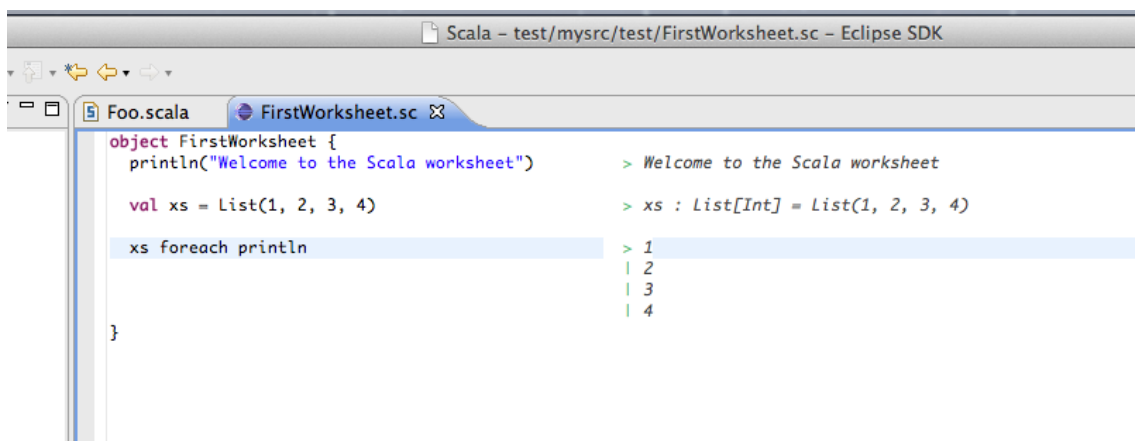 Scala – test/mysrc/test/FirstWorksheet.sc – Eclipse SDK
Foo.scala FirstWorksheet.sc
object FirstWorksheet {
println("Welcome to the Scala worksheet") > Welcome to the Scala worksheet
val xs = List(1, 2, 3, 4) > xs : List[Int] = List(1, 2, 3, 4)
xs foreach println > 1
| 2
| 3
| 4
}